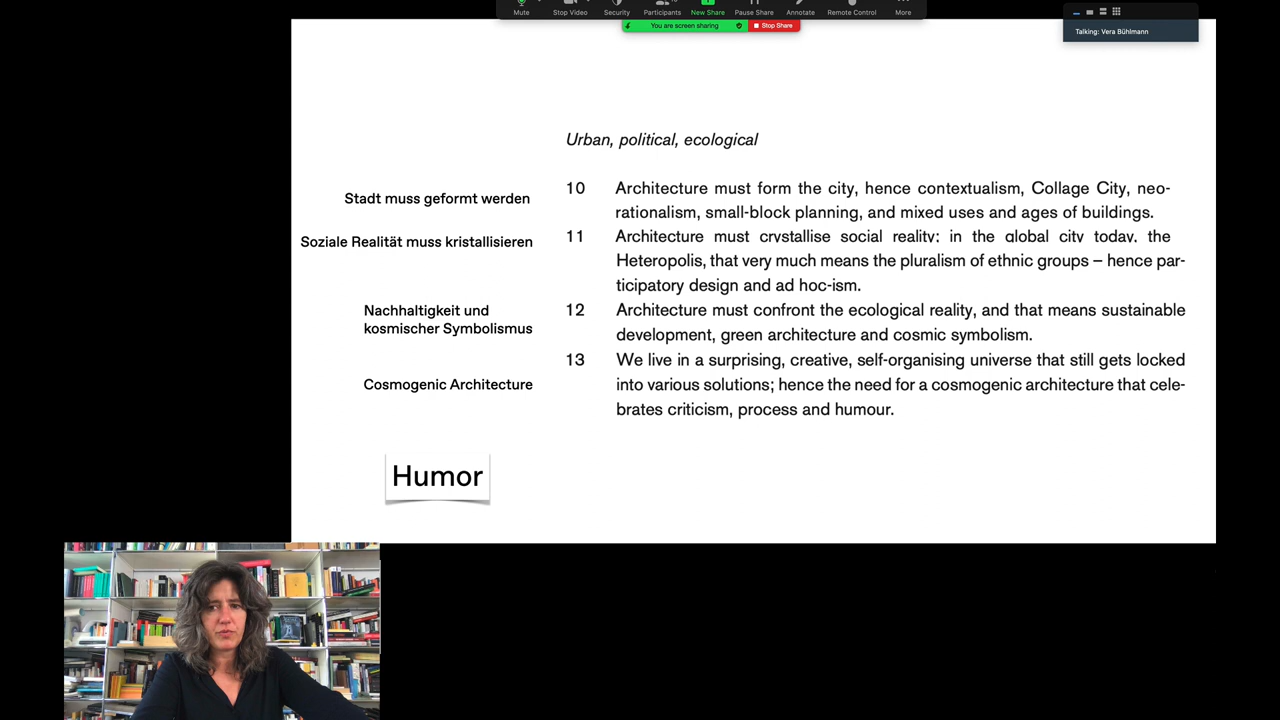 Mute
Stop Video
Security
Participants
New Share
Pause Share
Annotate
Remote Control
More
You are screen sharing
Stop Share
Talking: Vera Bühlmann
Urban, political, ecological
Stadt muss geformt werden
10 Architecture must form the city, hence contextualism, Collage City, neo-
rationalism, small-block planning, and mixed uses and ages of buildings.
Soziale Realität muss kristallisieren
11 Architecture must crystallise social reality; in the global city today, the
Heteropolis, that very much means the pluralism of ethnic groups – hence par-
ticipatory design and ad hoc-ism.
Nachhaltigkeit und
kosmischer Symbolismus
12 Architecture must confront the ecological reality, and that means sustainable
development, green architecture and cosmic symbolism.
Cosmogenic Architecture
13 We live in a surprising, creative, self-organising universe that still gets locked
into various solutions; hence the need for a cosmogenic architecture that cele-
brates criticism, process and humour.
Humor